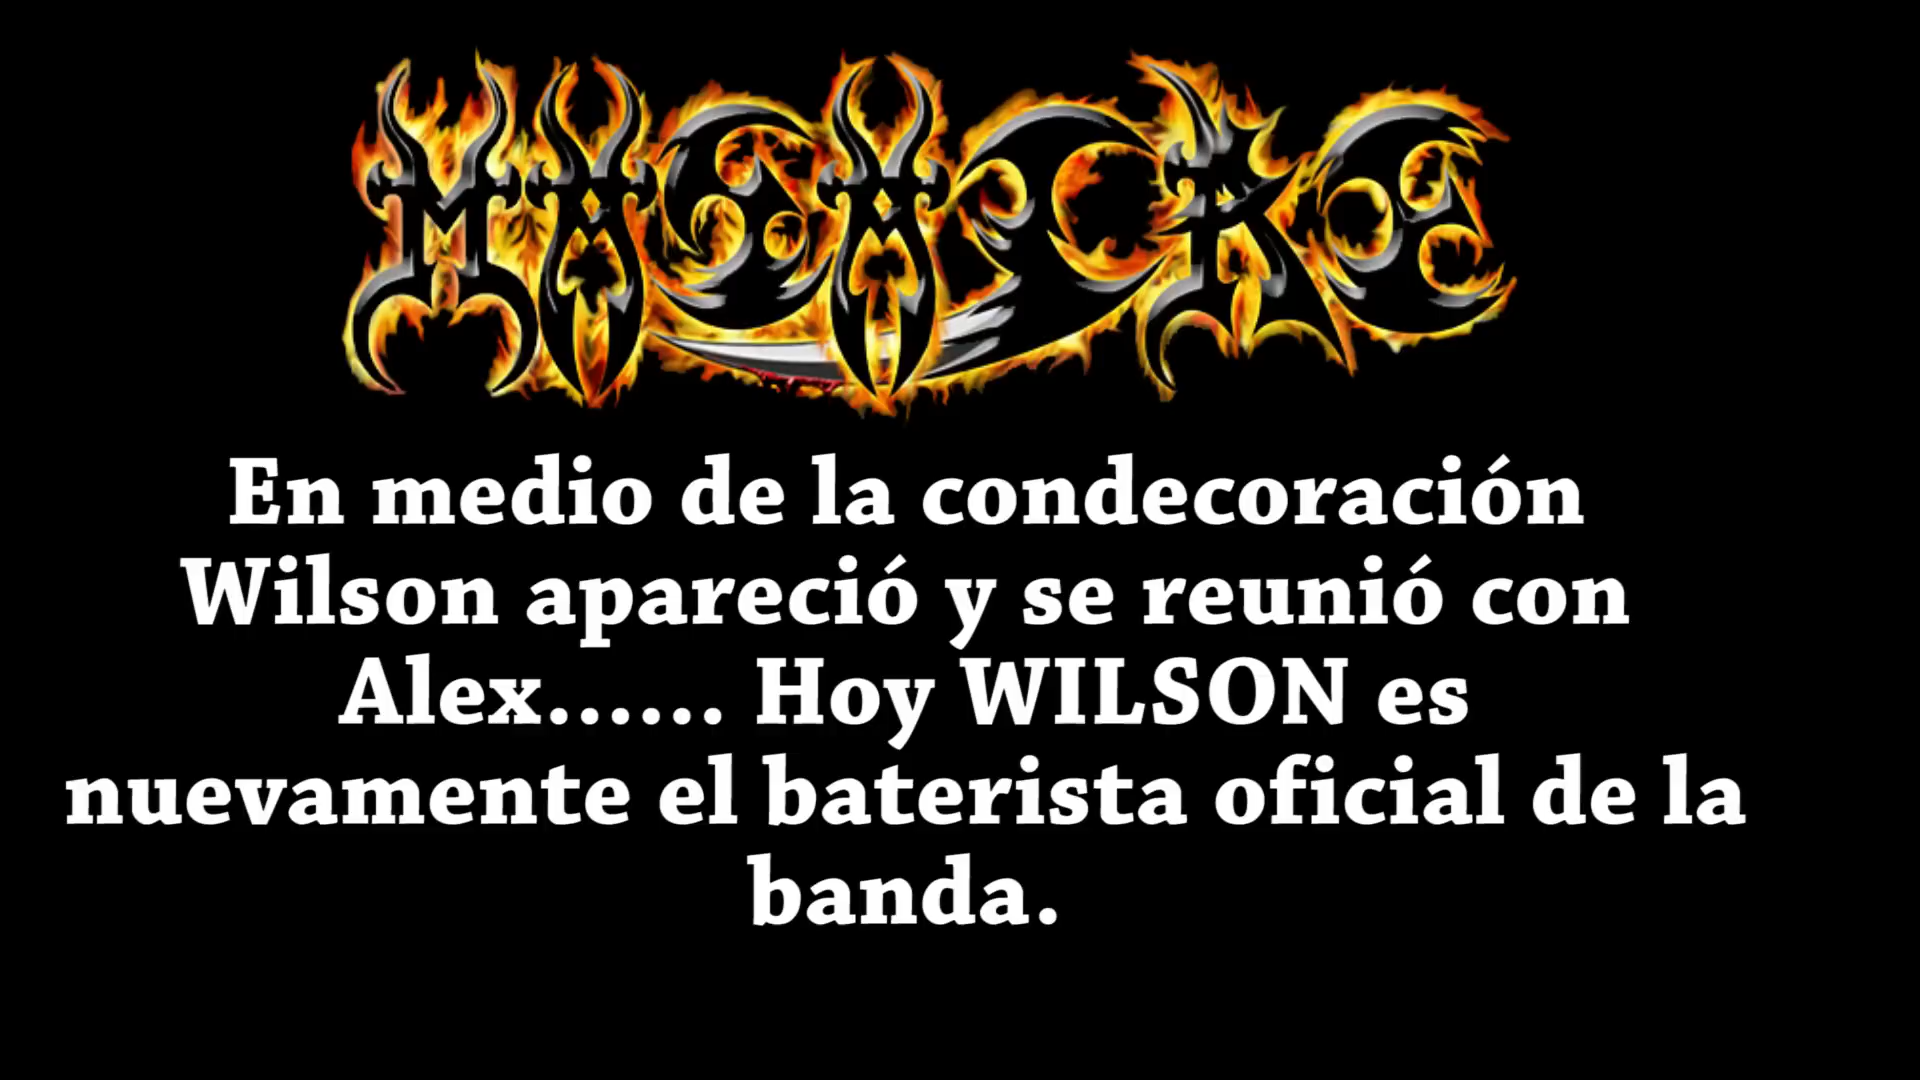 MASACRE
En medio de la condecoración
Wilson apareció y se reunió con
Alex...... Hoy WILSON es
nuevamente el baterista oficial de la
banda.